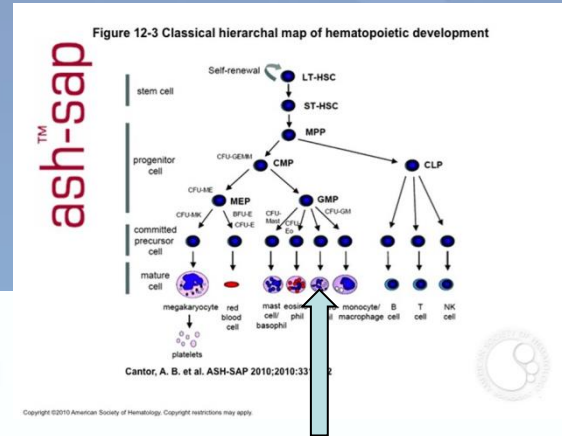 ash-sap™
Figure 12-3 Classical hierarchal map of hematopoietic development
Self-renewal
LT-HSC
stem cell
ST-HSC
MPP
progenitor
cell
CFU-GEMM
CMP
CLP
CFU-ME
MEP
GMP
CFU-MK
BFU-E
CFU-E
CFU-
Mast
CFU
Eo
CFU-GM
committed
precursor
cell
mature
cell
megakaryocyte
red
blood
cell
mast
cell/
basophil
phil
monocyte/
macrophage
B
cell
T
cell
NK
cell
platelets
Cantor, A. B. et al. ASH-SAP 2010;2010:33
Copyright ©2010 American Society of Hematology. Copyright restrictions may apply.